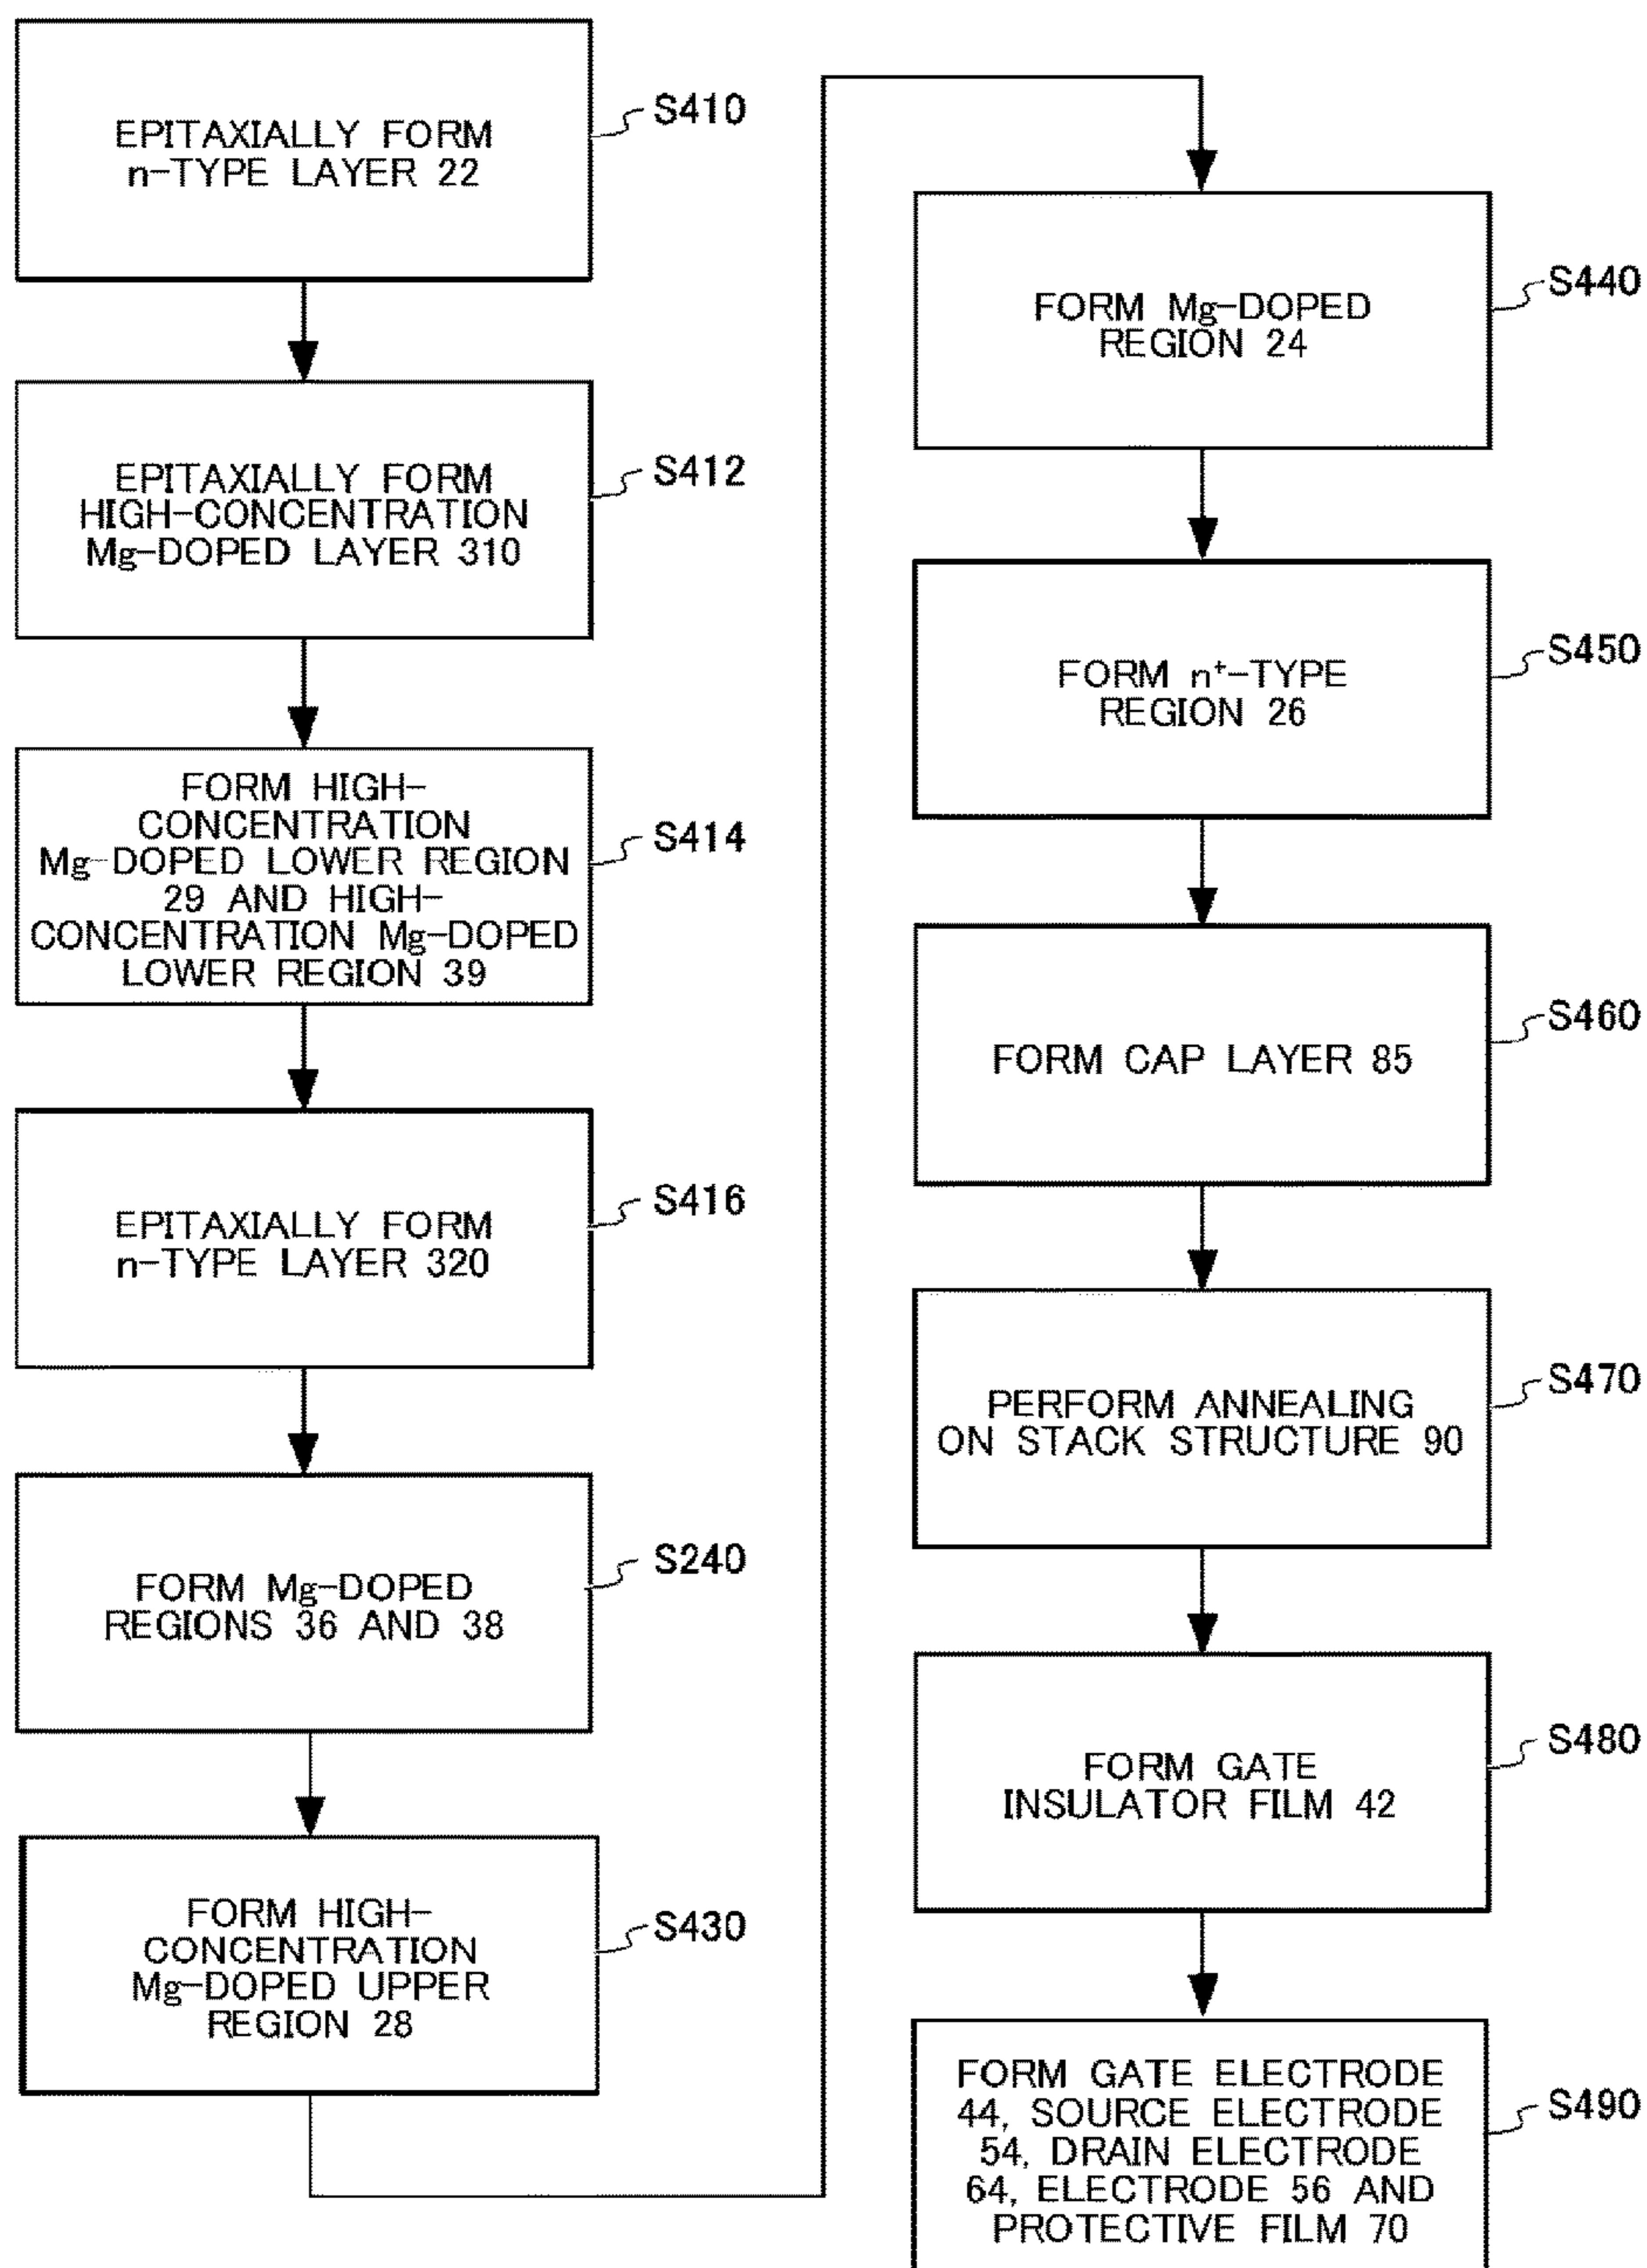 EPITAXIALLY FORM
n-TYPE LAYER 22
S410
EPITAXIALLY FORM
HIGH-CONCENTRATION
Mg-DOPED LAYER 310
S412
FORM HIGH-
CONCENTRATION
Mg-DOPED LOWER REGION
29 AND HIGH-
CONCENTRATION Mg-DOPED
LOWER REGION 39
S414
EPITAXIALLY FORM
n-TYPE LAYER 320
S416
FORM Mg-DOPED
REGIONS 36 AND 38
S240
FORM HIGH-
CONCENTRATION
Mg-DOPED UPPER
REGION 28
S430
FORM Mg-DOPED
REGION 24
S440
FORM n⁺-TYPE
REGION 26
S450
FORM CAP LAYER 85
S460
PERFORM ANNEALING
ON STACK STRUCTURE 90
S470
FORM GATE
INSULATOR FILM 42
S480
FORM GATE ELECTRODE
44, SOURCE ELECTRODE
54, DRAIN ELECTRODE
64, ELECTRODE 56 AND
PROTECTIVE FILM 70
S490